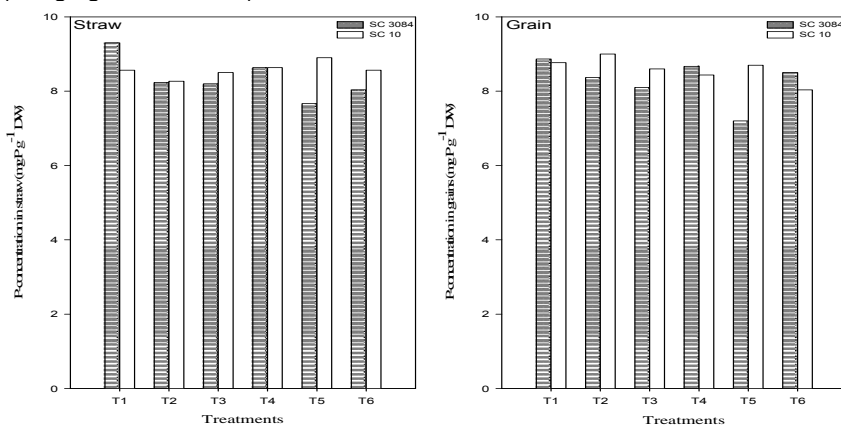 Straw
SC 3084
SC 10
P-concentration in straw (mg P g-1 DW)
10
8
6
4
2
0
T1 T2 T3 T4 T5 T6
Treatments
Grain
SC 3084
SC 10
P-concentration in grains (mg P g-1 DW)
10
8
6
4
2
0
T1 T2 T3 T4 T5 T6
Treatments